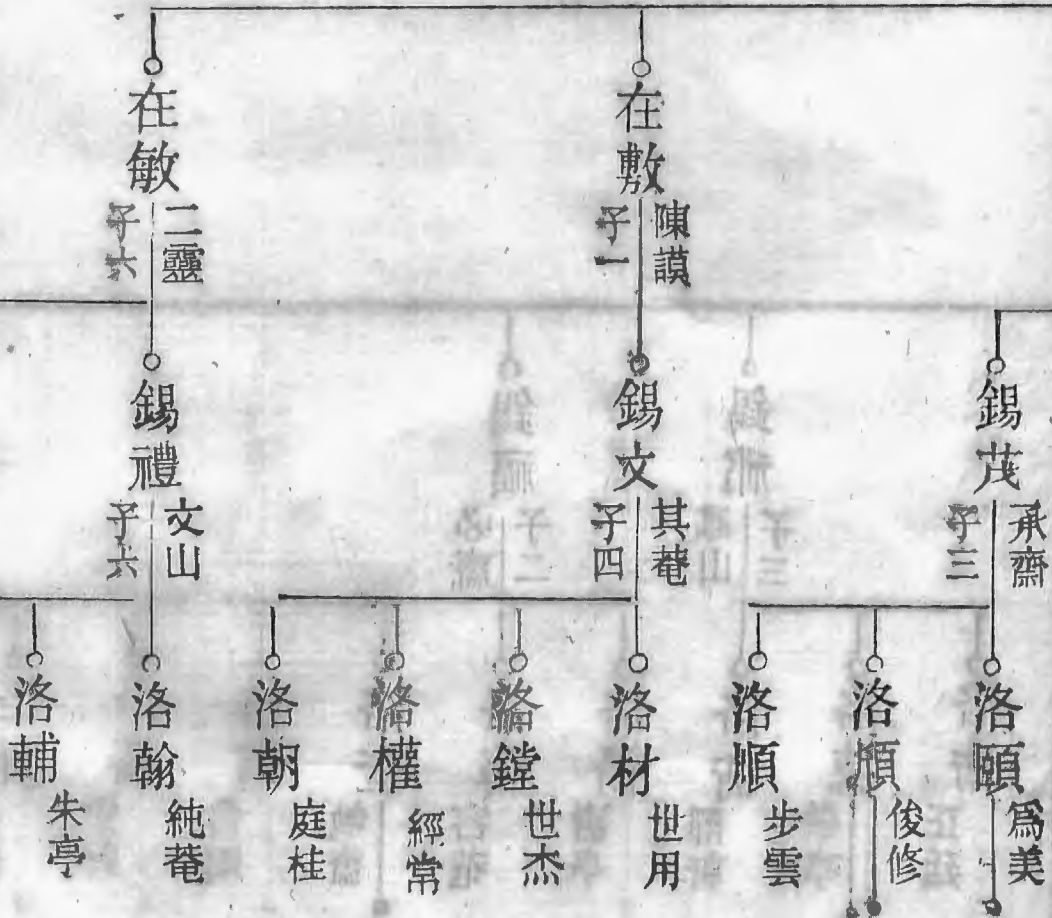 在敷
陳謨
子一
在敏
二靈
子六
錫茂
承齋
子三
錫文
其菴
子四
錫禮
文山
子六
洛頤
爲美
洛
俊修
洛順
步雲
洛材
世用
洛鏜
世杰
洛權
經常
洛朝
庭桂
洛翰
純菴
洛輔
朱亭